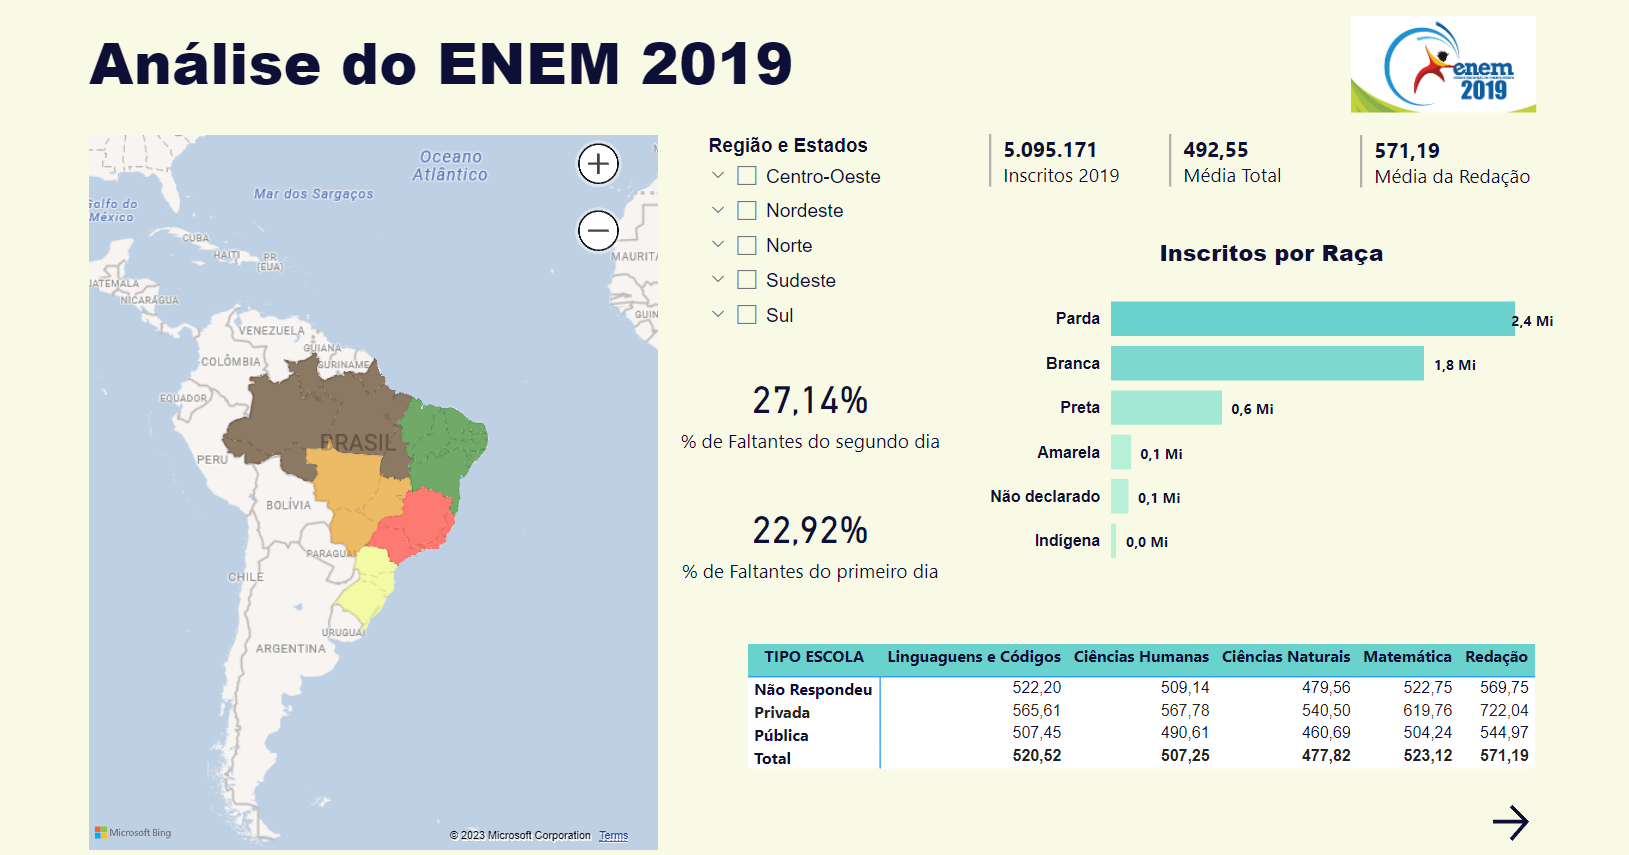 Análise do ENEM 2019
enem
2019
Oceano
Atlântico
Mar dos Sargaços
Golfo do
México
CUBA
HAITI
PR
(EUA)
MAURITA
GUATEMALA
NICARÁGUA
GUIN
VENEZUELA
GUIANA
SURINAME
COLÔMBIA
EQUADOR
BRASIL
PERU
BOLÍVIA
PARAGUAI
CHILE
URUGUAI
ARGENTINA
Microsoft Bing
© 2023 Microsoft Corporation Terms
Região e Estados
Centro-Oeste
Nordeste
Norte
Sudeste
Sul
5.095.171
Inscritos 2019
492,55
Média Total
571,19
Média da Redação
27,14%
% de Faltantes do segundo dia
22,92%
% de Faltantes do primeiro dia
Inscritos por Raça
Parda 2,4 Mi
Branca 1,8 Mi
Preta 0,6 Mi
Amarela 0,1 Mi
Não declarado 0,1 Mi
Indígena 0,0 Mi
TIPO ESCOLA Linguaguens e Códigos Ciências Humanas Ciências Naturais Matemática Redação
Não Respondeu 522,20 509,14 479,56 522,75 569,75
Privada 565,61 567,78 540,50 619,76 722,04
Pública 507,45 490,61 460,69 504,24 544,97
Total 520,52 507,25 477,82 523,12 571,19